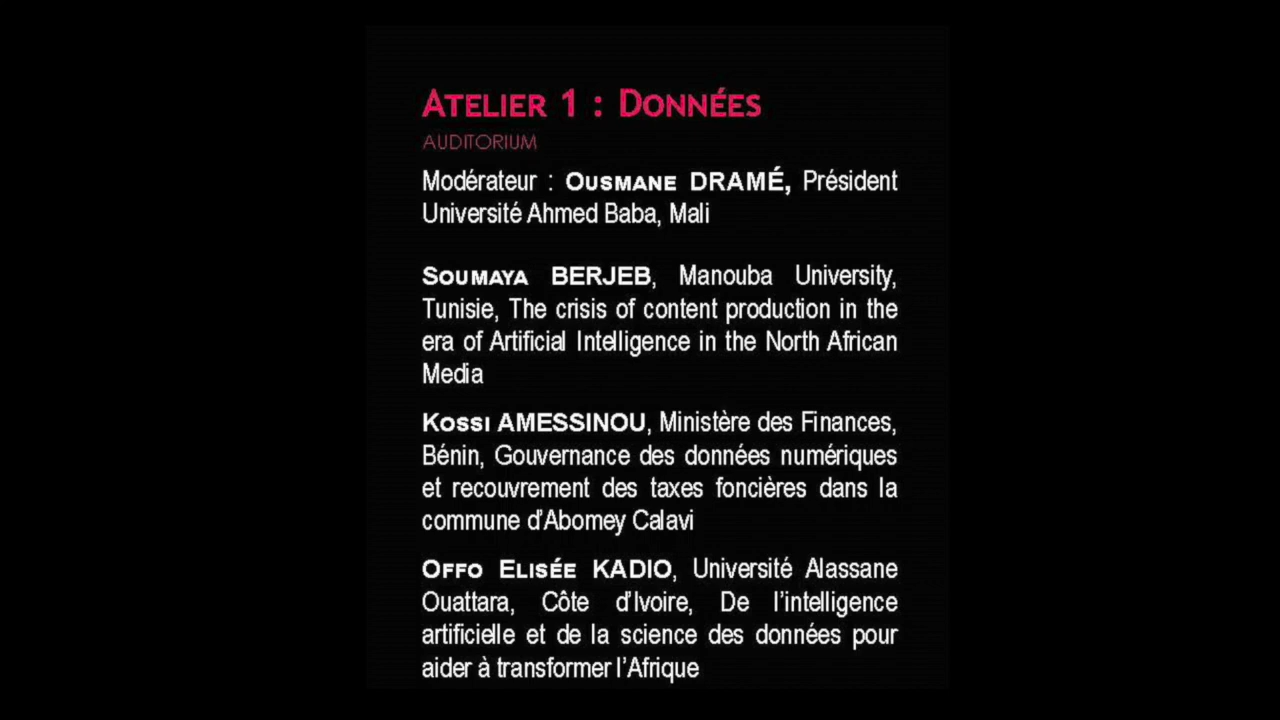 ATELIER 1 : DONNÉES
AUDITORIUM
Modérateur : OUSMANE DRAMÉ, Président
Université Ahmed Baba, Mali
SOUMAYA BERJEB, Manouba University,
Tunisie, The crisis of content production in the
era of Artificial Intelligence in the North African
Media
KOSSI AMESSINOU, Ministère des Finances,
Bénin, Gouvernance des données numériques
et recouvrement des taxes foncières dans la
commune d'Abomey Calavi
OFFO ELISÉE KADIO, Université Alassane
Ouattara, Côte d'Ivoire, De l'intelligence
artificielle et de la science des données pour
aider à transformer l'Afrique